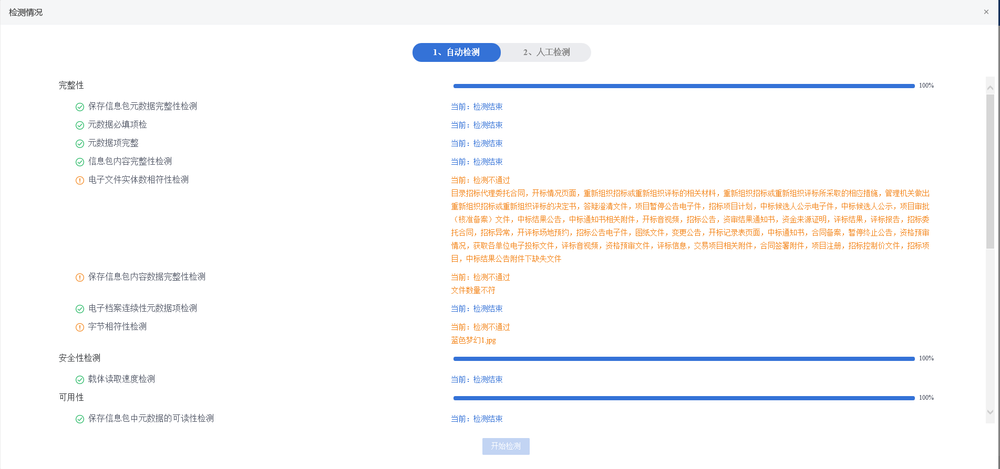 检测情况
×
1、自动检测
2、人工检测
完整性
100%
保存信息包元数据完整性检测
当前：检测结束
元数据必填项检
当前：检测结束
元数据项完整
当前：检测结束
信息包内容完整性检测
当前：检测结束
电子文件实体数相符性检测
当前：检测不通过
目录招标代理委托合同，开标情况页面，重新组织招标或重新组织评标的相关材料，重新组织招标或重新组织评标所采取的相应措施，管理机关做出
重新组织招标或重新组织评标的决定书，答疑澄清文件，项目暂停公告电子件，招标项目计划，中标候选人公示电子件，中标候选人公示，项目审批
（核准备案）文件，中标结果公告，中标通知书相关附件，开标音视频，招标公告，资审结果通知书，资金来源证明，评标结果，评标报告，招标委
托合同，招标异常，开评标场地预约，招标公告电子件，图纸文件，变更公告，开标记录表页面，中标通知书，合同备案，暂停终止公告，资格预审
情况，获取各单位电子投标文件，评标音视频，资格预审文件，评标信息，交易项目相关附件，合同签署附件，项目注册，招标控制价文件，招标项
目，中标结果公告附件下缺失文件
保存信息包内容数据完整性检测
当前：检测不通过
文件数量不符
电子档案连续性元数据项检测
当前：检测结束
字节相符性检测
当前：检测不通过
蓝色梦幻1.jpg
安全性检测
100%
载体读取速度检测
当前：检测结束
可用性
100%
保存信息包中元数据的可读性检测
当前：检测结束
开始检测